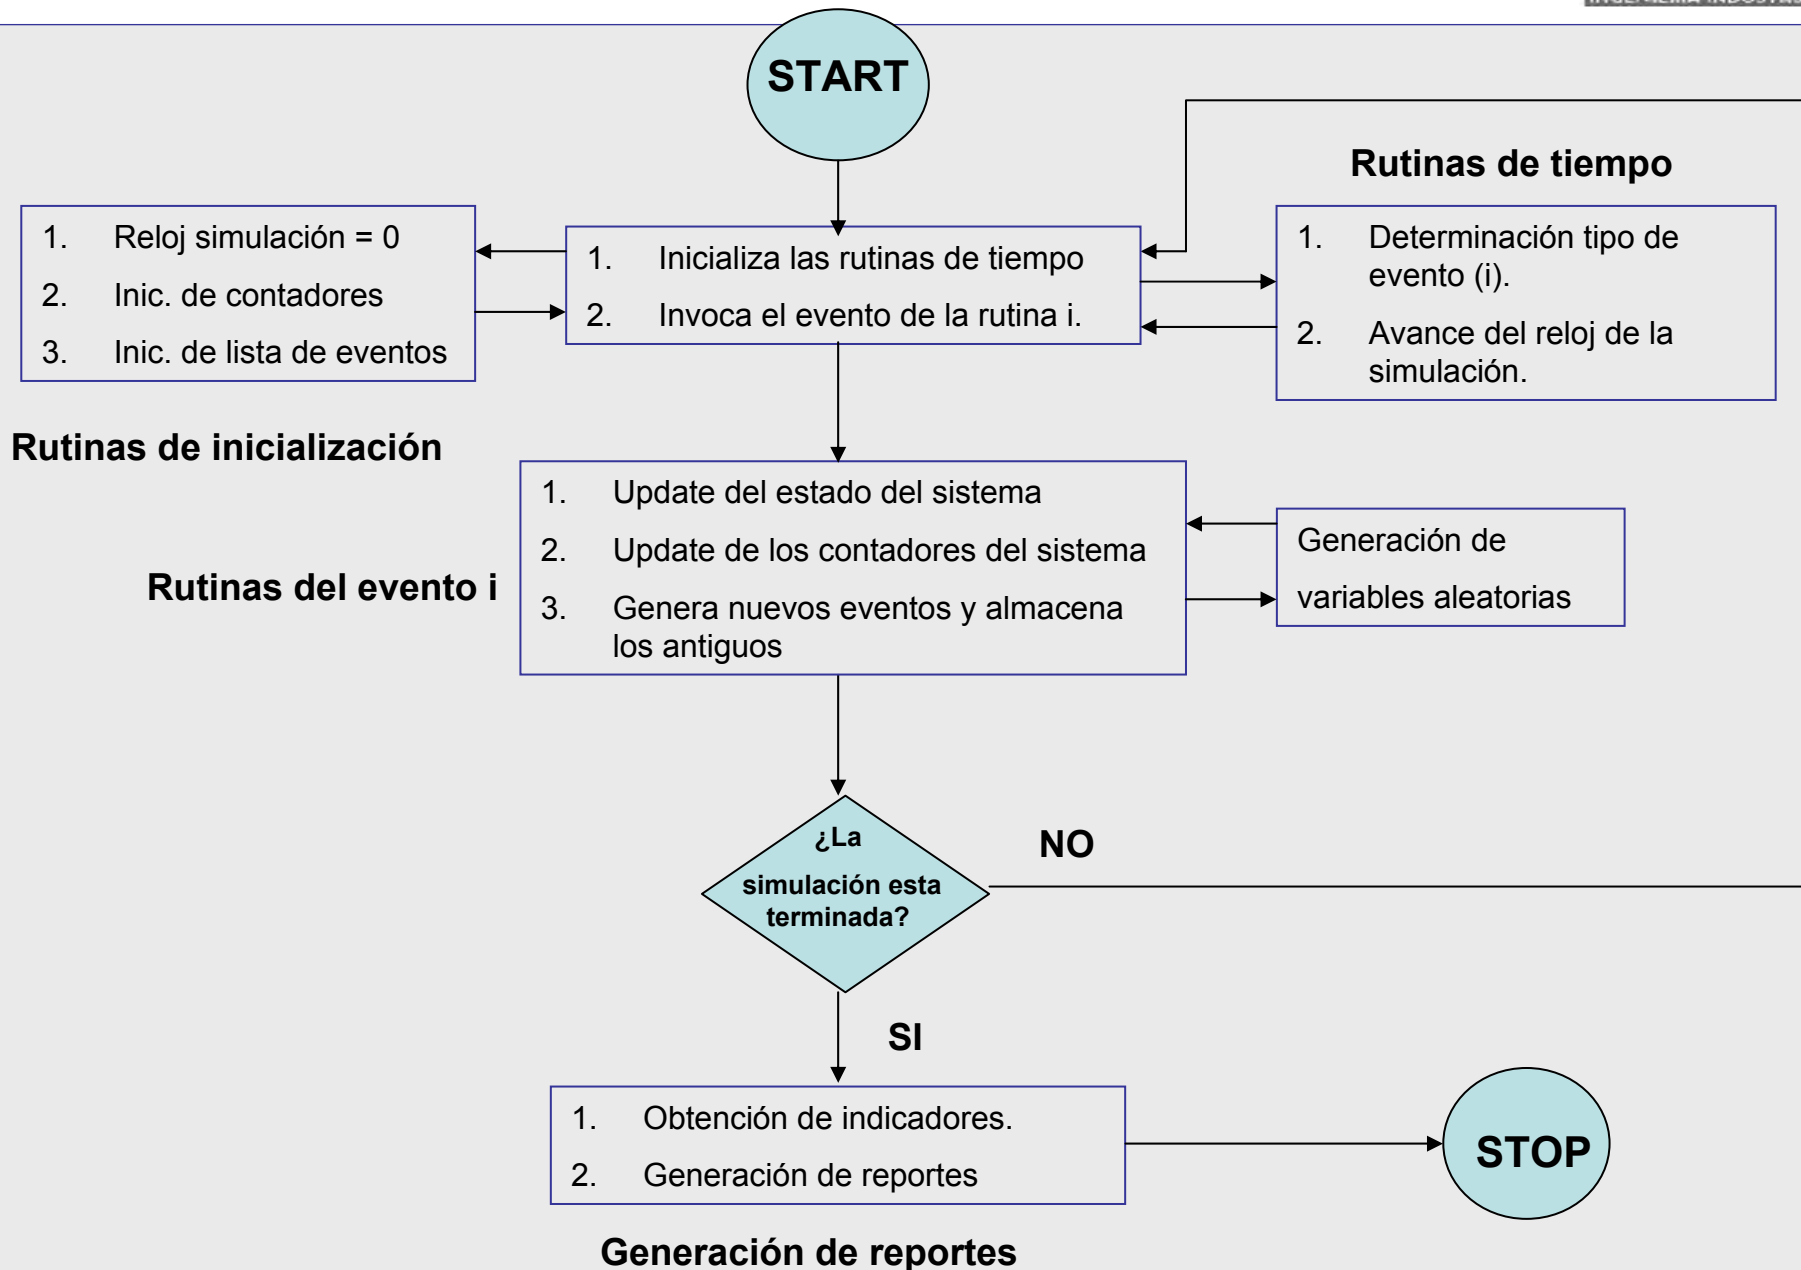 START
Rutinas de tiempo
1. Reloj simulación = 0
2. Inic. de contadores
3. Inic. de lista de eventos
1. Inicializa las rutinas de tiempo
2. Invoca el evento de la rutina i.
1. Determinación tipo de
evento (i).
2. Avance del reloj de la
simulación.
Rutinas de inicialización
Rutinas del evento i
1. Update del estado del sistema
2. Update de los contadores del sistema
3. Genera nuevos eventos y almacena
los antiguos
Generación de
variables aleatorias
¿La
simulación esta
terminada?
NO
SI
1. Obtención de indicadores.
2. Generación de reportes
STOP
Generación de reportes